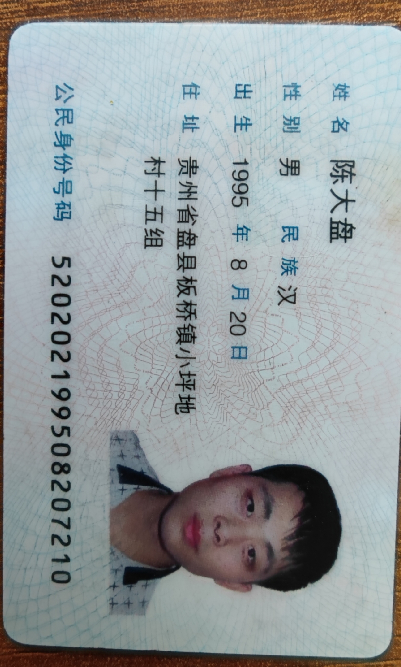 姓名 陈大盘
性别 男 民族 汉
出生 1995 年 8 月 20 日
住址 贵州省盘县板桥镇小坪地
村十五组
公民身份号码 520202199508207210